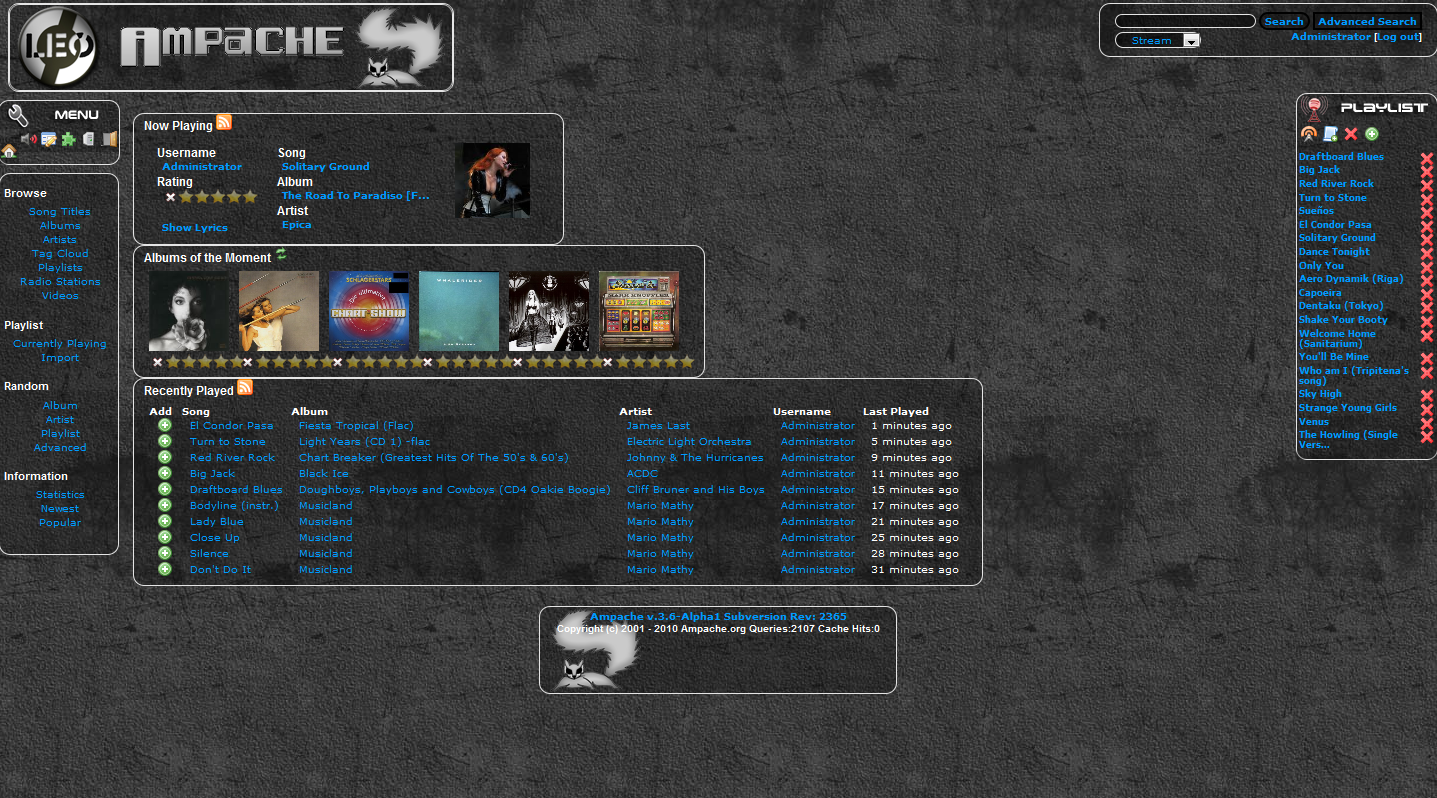 LEO
AMPACHE
Search
Advanced Search
Stream
Administrator [Log out]
MENU
Browse
Song Titles
Albums
Artists
Tag Cloud
Playlists
Radio Stations
Videos
Playlist
Currently Playing
Import
Random
Album
Artist
Playlist
Advanced
Information
Statistics
Newest
Popular
Now Playing
Username Song
Administrator Solitary Ground
Rating Album
The Road To Paradiso [F...
Artist
Show Lyrics Epica
Albums of the Moment
SCHLAGERSTARS
the ultimative
CHART SHOW
MARK KNOPFLER
Recently Played
Add Song Album Artist Username Last Played
El Condor Pasa Fiesta Tropical (Flac) James Last Administrator 1 minutes ago
Turn to Stone Light Years (CD 1) -flac Electric Light Orchestra Administrator 5 minutes ago
Red River Rock Chart Breaker (Greatest Hits Of The 50's & 60's) Johnny & The Hurricanes Administrator 9 minutes ago
Big Jack Black Ice ACDC Administrator 11 minutes ago
Draftboard Blues Doughboys, Playboys and Cowboys (CD4 Oakie Boogie) Cliff Bruner and His Boys Administrator 15 minutes ago
Bodyline (instr.) Musicland Mario Mathy Administrator 17 minutes ago
Lady Blue Musicland Mario Mathy Administrator 21 minutes ago
Close Up Musicland Mario Mathy Administrator 25 minutes ago
Silence Musicland Mario Mathy Administrator 28 minutes ago
Don't Do It Musicland Mario Mathy Administrator 31 minutes ago
PLAYLIST
Draftboard Blues
Big Jack
Red River Rock
Turn to Stone
Sueños
El Condor Pasa
Solitary Ground
Dance Tonight
Only You
Aero Dynamik (Riga)
Capoeira
Dentaku (Tokyo)
Shake Your Booty
Welcome Home
(Sanitarium)
You'll Be Mine
Who am I (Tripitena's
song)
Sky High
Strange Young Girls
Venus
The Howling (Single
Vers...
Ampache v.3.6-Alpha1 Subversion Rev: 2365
Copyright (c) 2001 - 2010 Ampache.org Queries:2107 Cache Hits:0